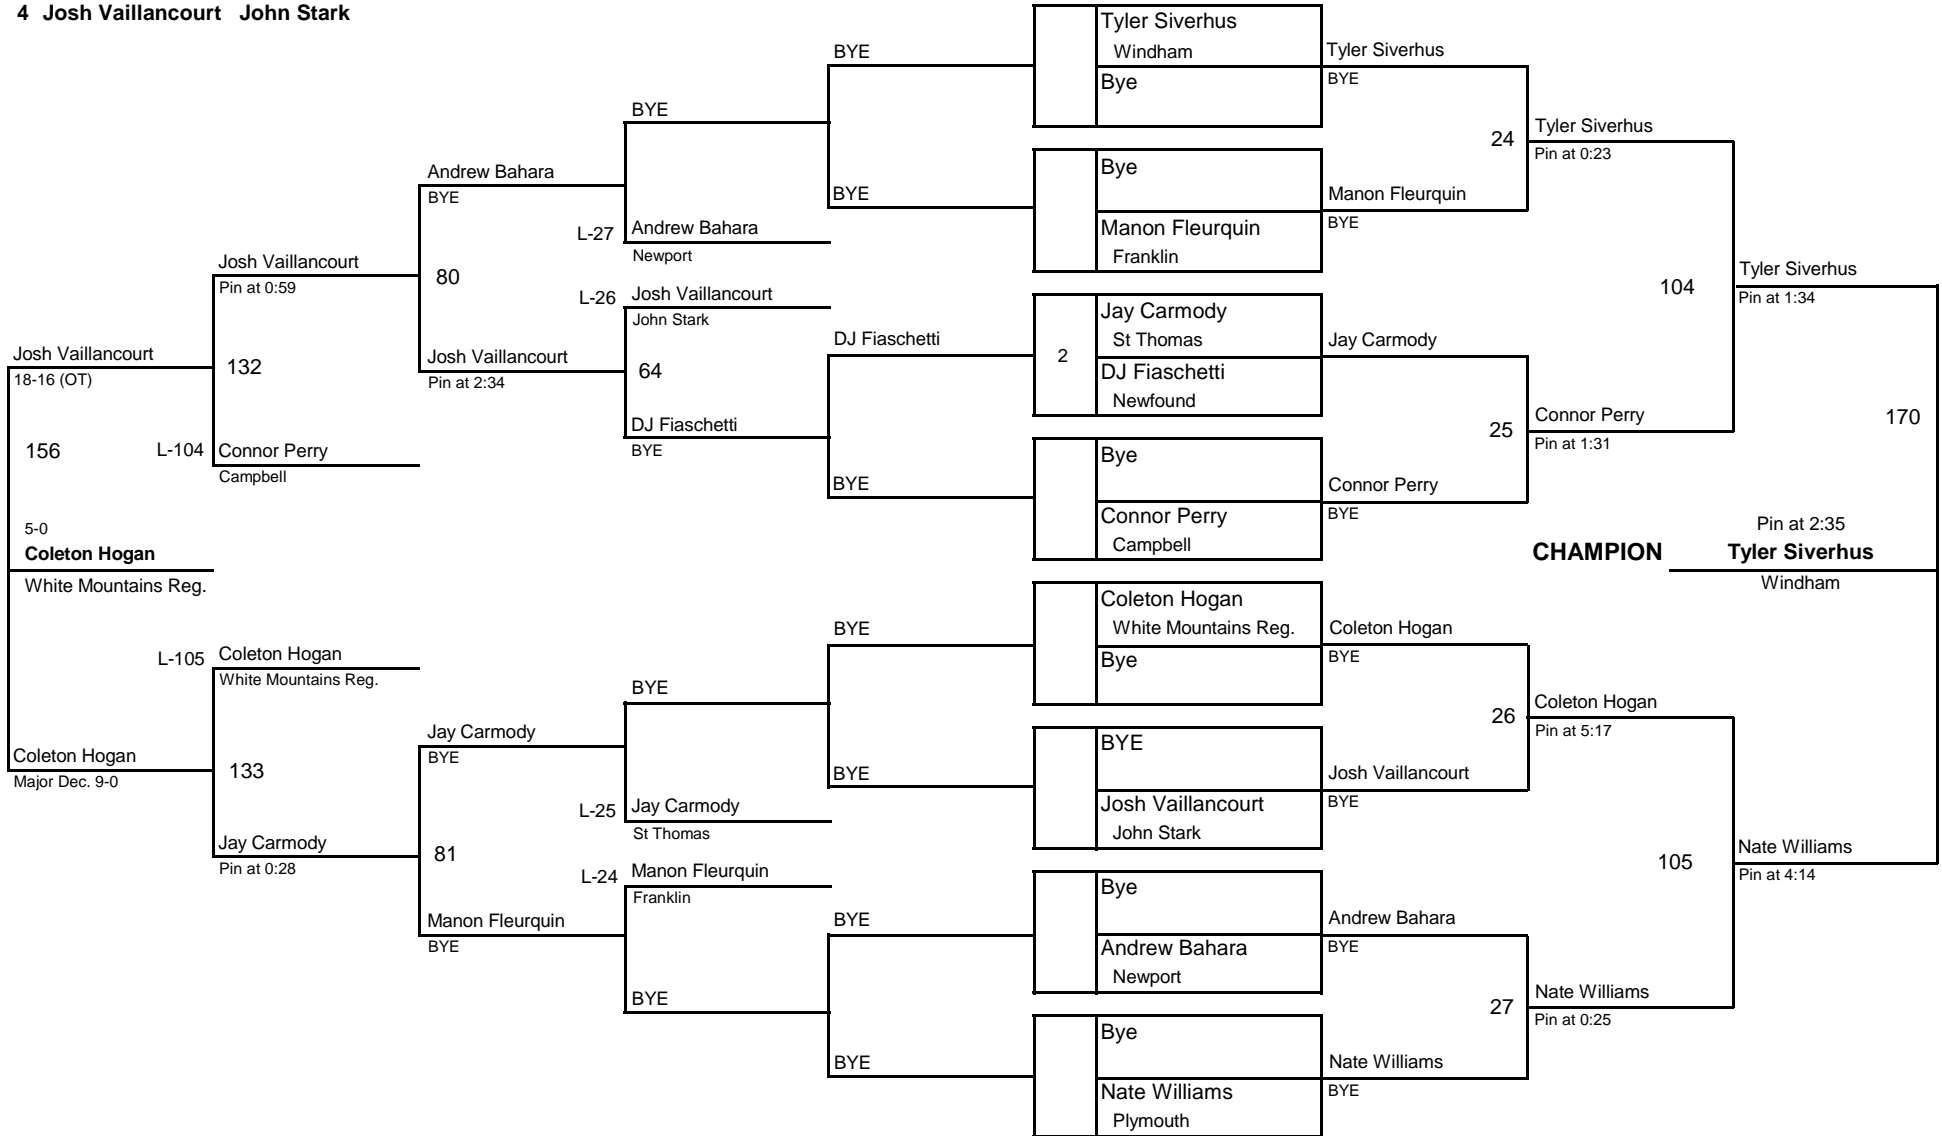 4 Josh Vaillancourt John Stark
Tyler Siverhus
Windham
Bye
BYE
Tyler Siverhus
BYE
BYE
24
Tyler Siverhus
Pin at 0:23
Andrew Bahara
BYE
Bye
Manon Fleurquin
Franklin
BYE
Manon Fleurquin
BYE
L-27
Andrew Bahara
Newport
Josh Vaillancourt
Pin at 0:59
80
L-26
Josh Vaillancourt
John Stark
104
Tyler Siverhus
Pin at 1:34
Jay Carmody
St Thomas
2
DJ Fiaschetti
Newfound
DJ Fiaschetti
Jay Carmody
Josh Vaillancourt
18-16 (OT)
132
Josh Vaillancourt
Pin at 2:34
64
DJ Fiaschetti
BYE
25
Connor Perry
Pin at 1:31
170
156
L-104
Connor Perry
Campbell
Bye
Connor Perry
Campbell
BYE
Connor Perry
BYE
5-0
Coleton Hogan
White Mountains Reg.
CHAMPION
Pin at 2:35
Tyler Siverhus
Windham
Coleton Hogan
White Mountains Reg.
Bye
BYE
Coleton Hogan
BYE
L-105
Coleton Hogan
White Mountains Reg.
BYE
26
Coleton Hogan
Pin at 5:17
Jay Carmody
BYE
Coleton Hogan
Major Dec. 9-0
133
BYE
Josh Vaillancourt
John Stark
BYE
Josh Vaillancourt
BYE
L-25
Jay Carmody
St Thomas
Jay Carmody
Pin at 0:28
81
L-24
Manon Fleurquin
Franklin
105
Nate Williams
Pin at 4:14
Bye
Andrew Bahara
Newport
BYE
Andrew Bahara
BYE
Manon Fleurquin
BYE
BYE
27
Nate Williams
Pin at 0:25
Bye
Nate Williams
Plymouth
BYE
Nate Williams
BYE